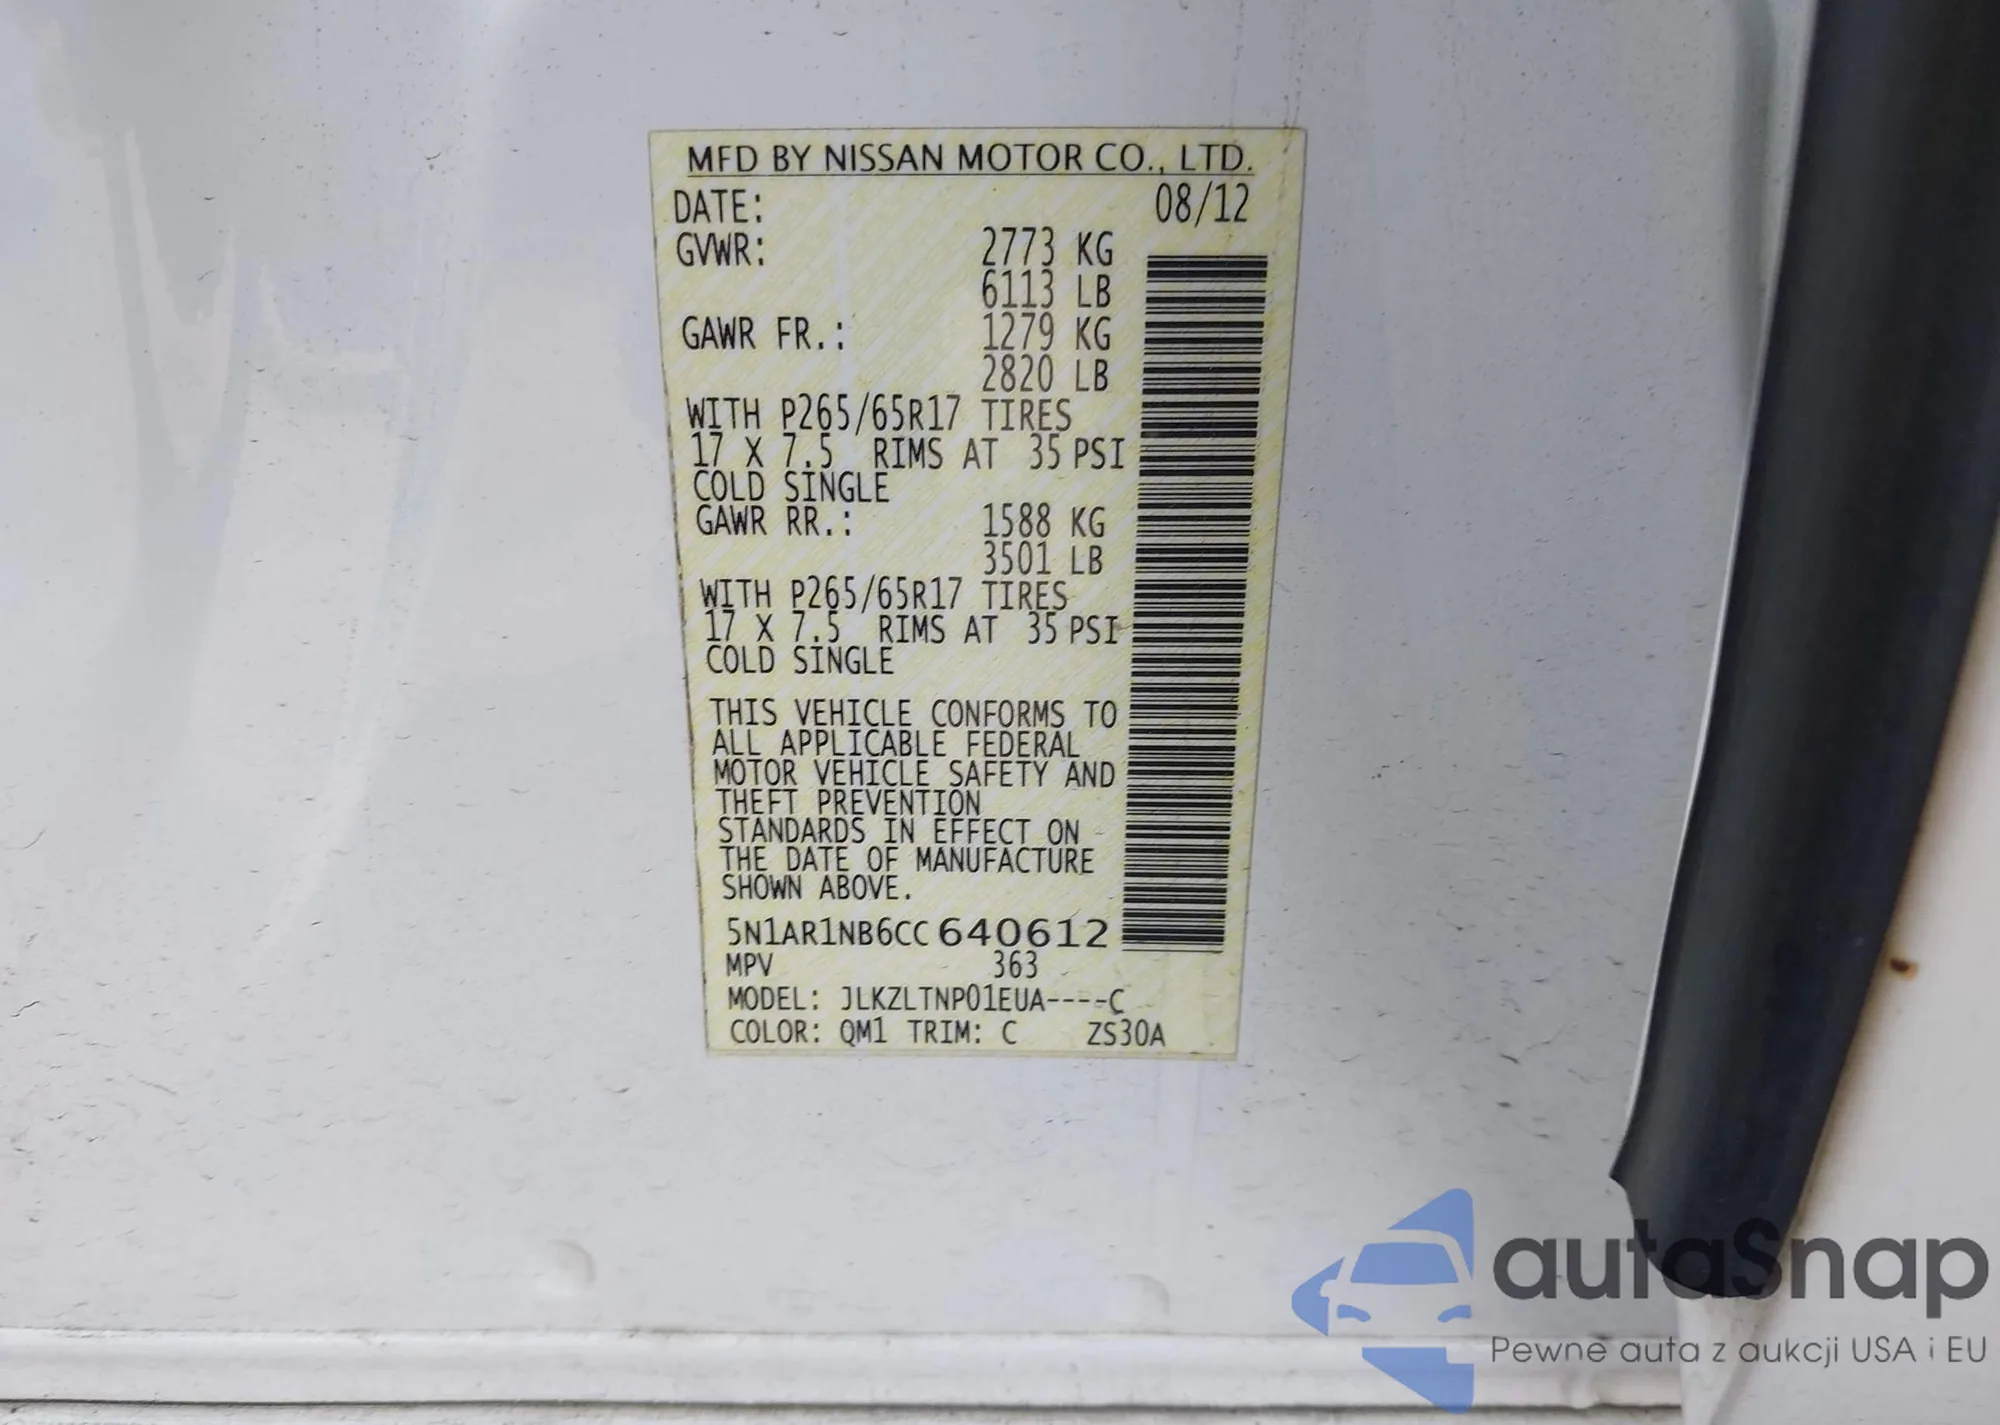 MFD BY NISSAN MOTOR CO., LTD.
DATE: 08/12
GVWR: 2773 KG
6113 LB
GAWR FR.: 1279 KG
2820 LB
WITH P265/65R17 TIRES
17 X 7.5 RIMS AT 35 PSI
COLD SINGLE
GAWR RR.: 1588 KG
3501 LB
WITH P265/65R17 TIRES
17 X 7.5 RIMS AT 35 PSI
COLD SINGLE
THIS VEHICLE CONFORMS TO
ALL APPLICABLE FEDERAL
MOTOR VEHICLE SAFETY AND
THEFT PREVENTION
STANDARDS IN EFFECT ON
THE DATE OF MANUFACTURE
SHOWN ABOVE.
5N1AR1NB6CC 640612
MPV 363
MODEL: JLKZLTNP01EUA----C
COLOR: QM1 TRIM: C ZS30A
autaSnap
Pewne auta z aukcji USA i EU